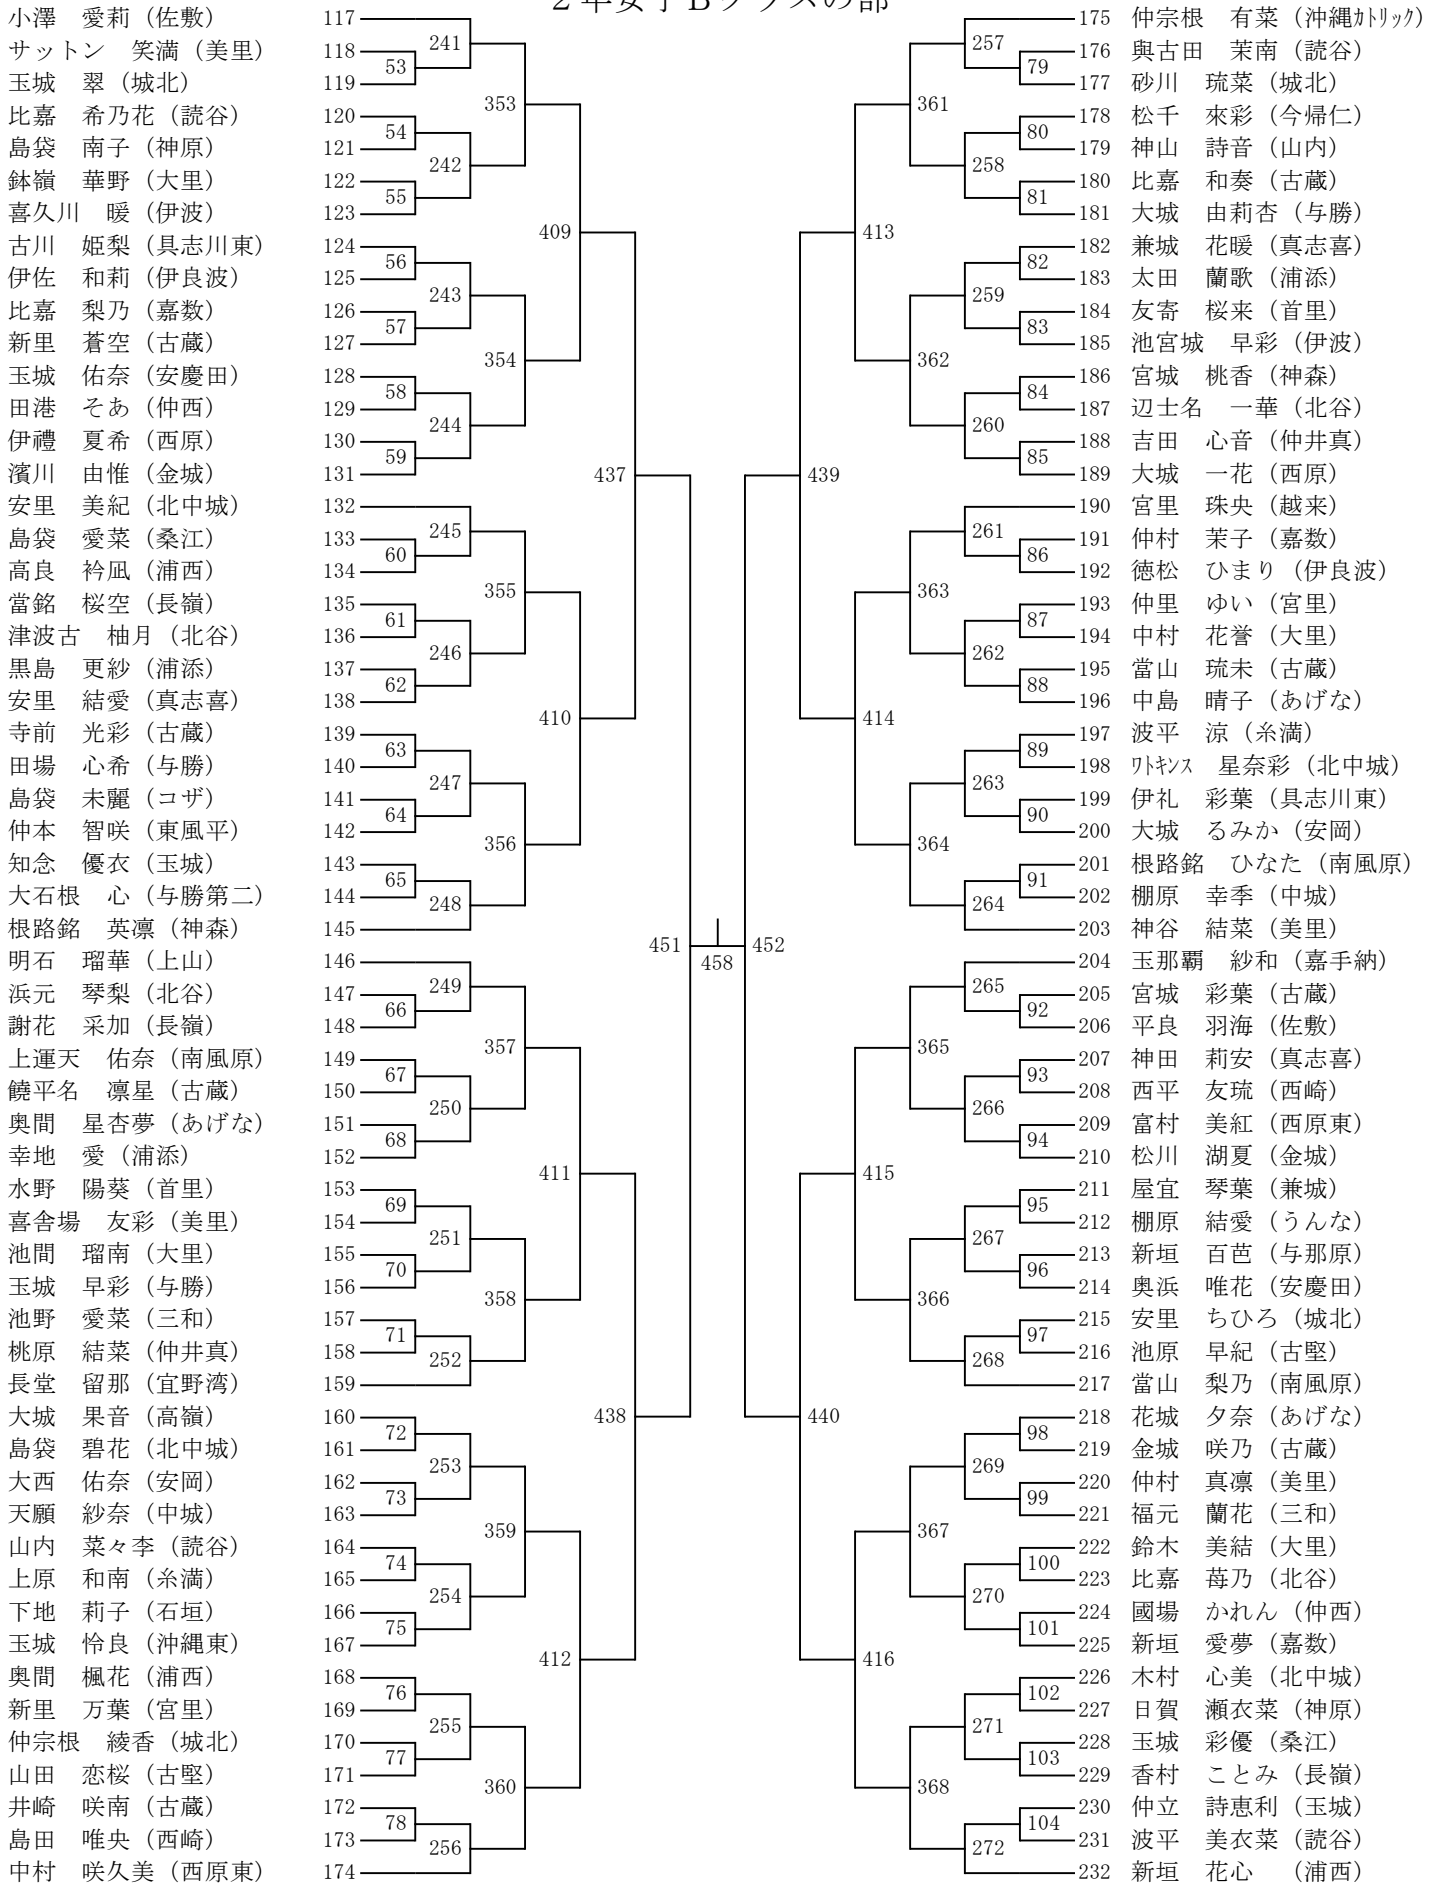 2年女子Bクラスの部
小澤　愛莉（佐敷） 117
サットン　笑満（美里） 118
玉城　翠（城北） 119
比嘉　希乃花（読谷） 120
島袋　南子（神原） 121
鉢嶺　華野（大里） 122
喜久川　暖（伊波） 123
古川　姫梨（具志川東） 124
伊佐　和莉（伊良波） 125
比嘉　梨乃（嘉数） 126
新里　蒼空（古蔵） 127
玉城　佑奈（安慶田） 128
田港　そあ（仲西） 129
伊禮　夏希（西原） 130
濱川　由惟（金城） 131
安里　美紀（北中城） 132
島袋　愛菜（桑江） 133
高良　衿凪（浦西） 134
當銘　桜空（長嶺） 135
津波古　柚月（北谷） 136
黒島　更紗（浦添） 137
安里　結愛（真志喜） 138
寺前　光彩（古蔵） 139
田場　心希（与勝） 140
島袋　未麗（コザ） 141
仲本　智咲（東風平） 142
知念　優衣（玉城） 143
大石根　心（与勝第二） 144
根路銘　英凛（神森） 145
明石　瑠華（上山） 146
浜元　琴梨（北谷） 147
謝花　采加（長嶺） 148
上運天　佑奈（南風原） 149
饒平名　凛星（古蔵） 150
奥間　星杏夢（あげな） 151
幸地　愛（浦添） 152
水野　陽葵（首里） 153
喜舎場　友彩（美里） 154
池間　瑠南（大里） 155
玉城　早彩（与勝） 156
池野　愛菜（三和） 157
桃原　結菜（仲井真） 158
長堂　留那（宜野湾） 159
大城　果音（高嶺） 160
島袋　碧花（北中城） 161
大西　佑奈（安岡） 162
天願　紗奈（中城） 163
山内　菜々李（読谷） 164
上原　和南（糸満） 165
下地　莉子（石垣） 166
玉城　怜良（沖縄東） 167
奥間　楓花（浦西） 168
新里　万葉（宮里） 169
仲宗根　綾香（城北） 170
山田　恋桜（古堅） 171
井崎　咲南（古蔵） 172
島田　唯央（西崎） 173
中村　咲久美（西原東） 174
53
54
55
56
57
58
59
60
61
62
63
64
65
66
67
68
69
70
71
72
73
74
75
76
77
78
241
242
243
244
245
246
247
248
249
250
251
252
253
254
255
256
353
354
355
356
357
358
359
360
409
410
411
412
437
438
451
458
452
439
440
413
414
415
416
361
362
363
364
365
366
367
368
257
258
259
260
261
262
263
264
265
266
267
268
269
270
271
272
79
80
81
82
83
84
85
86
87
88
89
90
91
92
93
94
95
96
97
98
99
100
101
102
103
104
175 仲宗根　有菜（沖縄ｶﾄﾘｯｸ）
176 與古田　茉南（読谷）
177 砂川　琉菜（城北）
178 松千　來彩（今帰仁）
179 神山　詩音（山内）
180 比嘉　和奏（古蔵）
181 大城　由莉杏（与勝）
182 兼城　花暖（真志喜）
183 太田　蘭歌（浦添）
184 友寄　桜来（首里）
185 池宮城　早彩（伊波）
186 宮城　桃香（神森）
187 辺士名　一華（北谷）
188 吉田　心音（仲井真）
189 大城　一花（西原）
190 宮里　珠央（越来）
191 仲村　茉子（嘉数）
192 徳松　ひまり（伊良波）
193 仲里　ゆい（宮里）
194 中村　花誉（大里）
195 當山　琉未（古蔵）
196 中島　晴子（あげな）
197 波平　涼（糸満）
198 ﾜﾄｷﾝｽ　星奈彩（北中城）
199 伊礼　彩葉（具志川東）
200 大城　るみか（安岡）
201 根路銘　ひなた（南風原）
202 棚原　幸季（中城）
203 神谷　結菜（美里）
204 玉那覇　紗和（嘉手納）
205 宮城　彩葉（古蔵）
206 平良　羽海（佐敷）
207 神田　莉安（真志喜）
208 西平　友琉（西崎）
209 富村　美紅（西原東）
210 松川　湖夏（金城）
211 屋宜　琴葉（兼城）
212 棚原　結愛（うんな）
213 新垣　百芭（与那原）
214 奥浜　唯花（安慶田）
215 安里　ちひろ（城北）
216 池原　早紀（古堅）
217 當山　梨乃（南風原）
218 花城　夕奈（あげな）
219 金城　咲乃（古蔵）
220 仲村　真凛（美里）
221 福元　蘭花（三和）
222 鈴木　美結（大里）
223 比嘉　苺乃（北谷）
224 國場　かれん（仲西）
225 新垣　愛夢（嘉数）
226 木村　心美（北中城）
227 日賀　瀬衣菜（神原）
228 玉城　彩優（桑江）
229 香村　ことみ（長嶺）
230 仲立　詩恵利（玉城）
231 波平　美衣菜（読谷）
232 新垣　花心　（浦西）